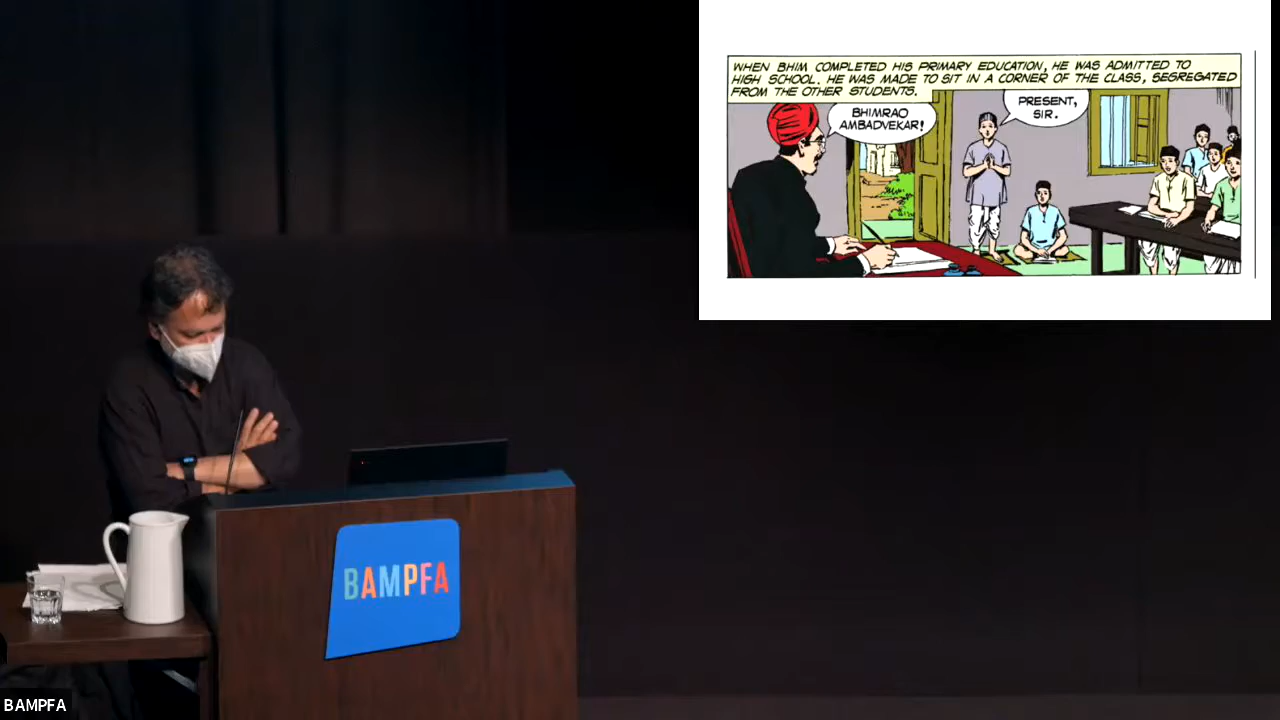 WHEN BHIM COMPLETED HIS PRIMARY EDUCATION, HE WAS ADMITTED TO
HIGH SCHOOL. HE WAS MADE TO SIT IN A CORNER OF THE CLASS, SEGREGATED
FROM THE OTHER STUDENTS.
BHIMRAO
AMBADVEKAR!
PRESENT,
SIR.
BAMPFA
BAMPFA